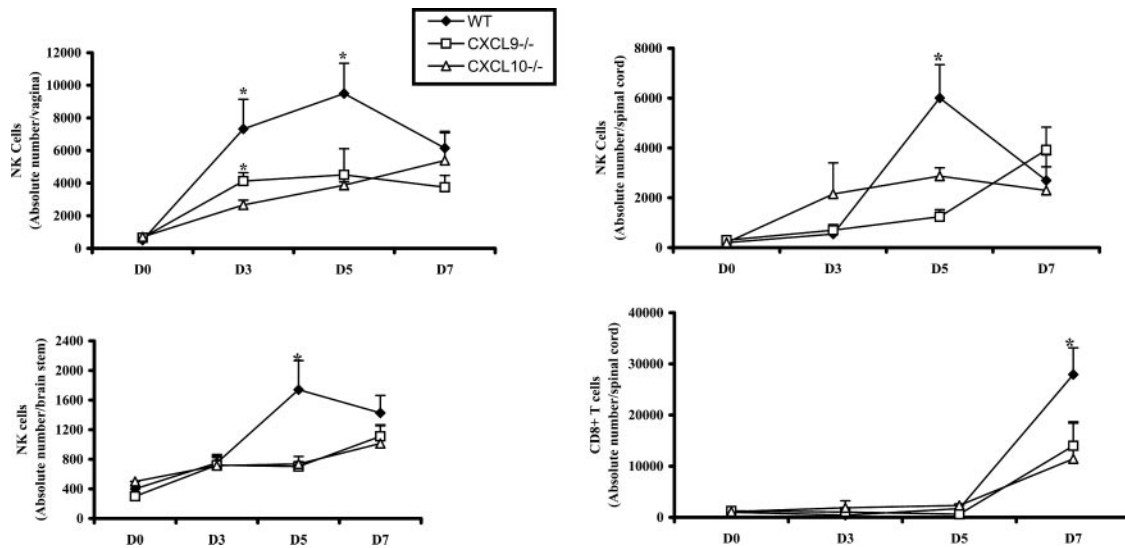 WT
CXCL9-/-
CXCL10-/-
NK Cells
(Absolute number/vagina)
12000
*
10000
*
8000
6000
*
4000
2000
0
D0 D3 D5 D7
NK Cells
(Absolute number/spinal cord)
8000
*
6000
4000
2000
0
D0 D3 D5 D7
NK cells
(Absolute number/brain stem)
2400
*
2000
1600
1200
800
400
0
D0 D3 D5 D7
CD8+ T cells
(Absolute number/spinal cord)
40000
*
30000
20000
10000
0
D0 D3 D5 D7